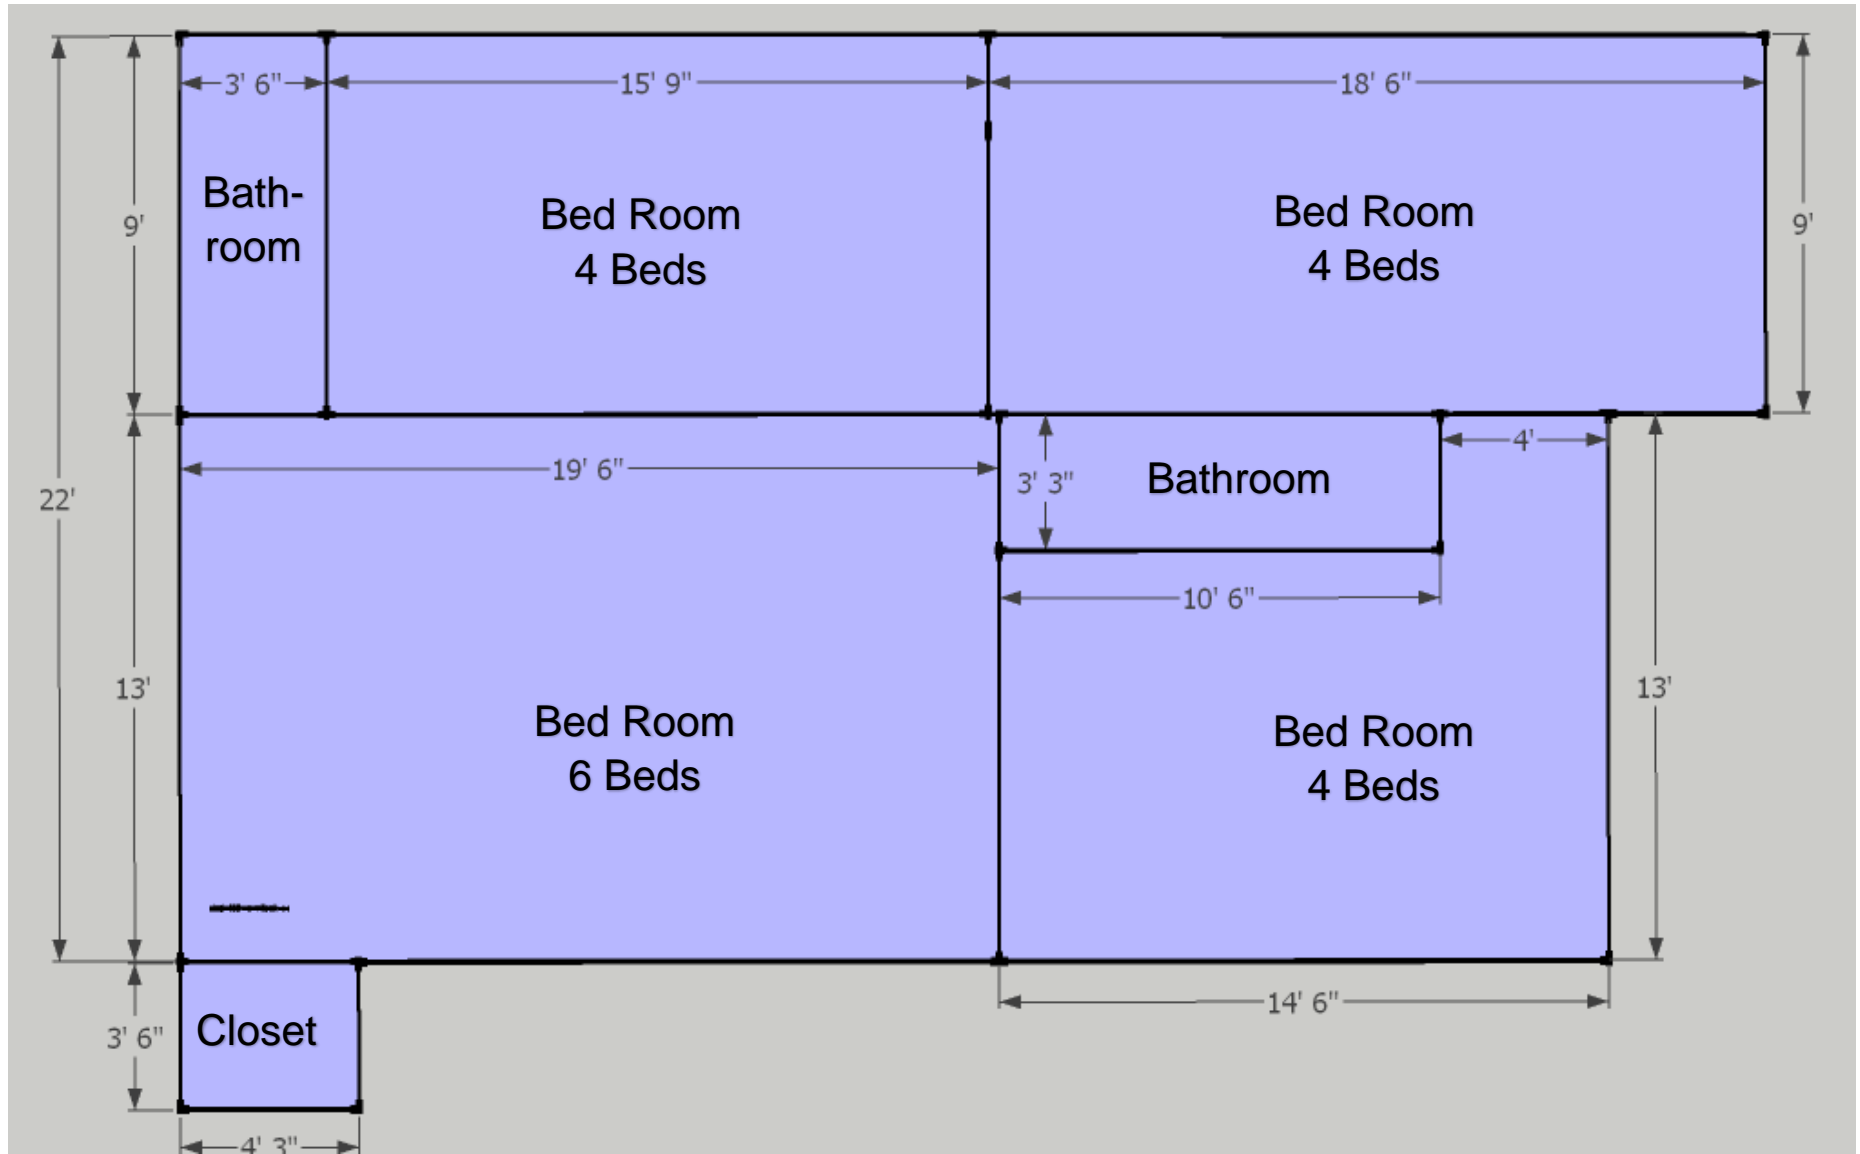 3' 6"
15' 9"
18' 6"
Bath-
room
Bed Room
4 Beds
Bed Room
4 Beds
9'
9'
22'
19' 6"
3' 3"
Bathroom
4'
10' 6"
13'
13'
Bed Room
6 Beds
Bed Room
4 Beds
14' 6"
3' 6"
Closet
4' 3"